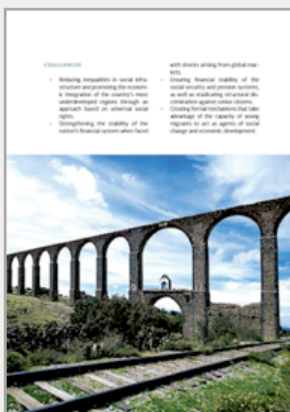 CHALLENGES
• Reducing inequalities in social infra-
structure and promoting the econom-
ic integration of the country's most
underdeveloped regions through an
approach based on universal social
rights.
• Strengthening the stability of the
nation's financial system when faced
with shocks arising from global mar-
kets.
• Ensuring financial stability of the
social security and pension systems,
as well as eradicating structural dis-
crimination against senior citizens.
• Creating formal mechanisms that take
advantage of the capacity of young
migrants to act as agents of social
change and economic development.